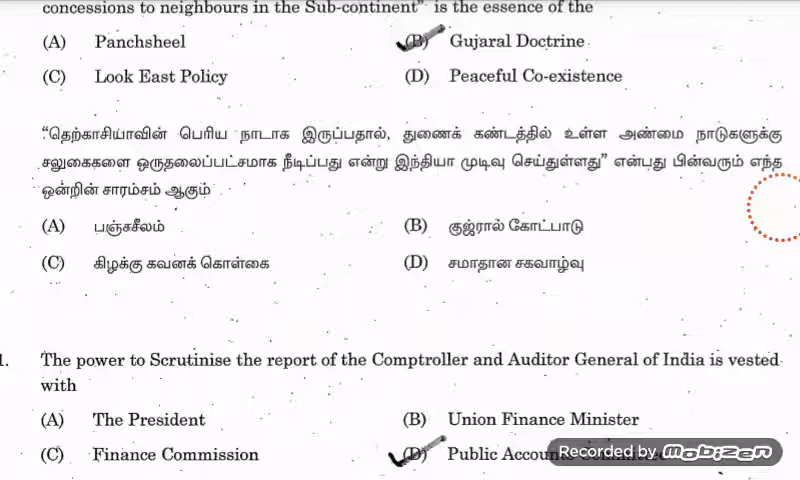 concessions to neighbours in the Sub-continent" is the essence of the
(A) Panchsheel (B) Gujaral Doctrine
(C) Look East Policy (D) Peaceful Co-existence
"தெற்காசியாவின் பெரிய நாடாக இருப்பதால், துணைக் கண்டத்தில் உள்ள அண்மை நாடுகளுக்கு
சலுகைகளை ஒருதலைப்பட்சமாக நீடிப்பது என்று இந்தியா முடிவு செய்துள்ளது" என்பது பின்வரும் எந்த
ஒன்றின் சாரம்சம் ஆகும்
(A) பஞ்சசீலம் (B) குஜ்ரால் கோட்பாடு
(C) கிழக்கு கவனக் கொள்கை (D) சமாதான சகவாழ்வு
1. The power to Scrutinise the report of the Comptroller and Auditor General of India is vested
with
(A) The President (B) Union Finance Minister
(C) Finance Commission (D) Public Accounts
Recorded by MOBIZEN